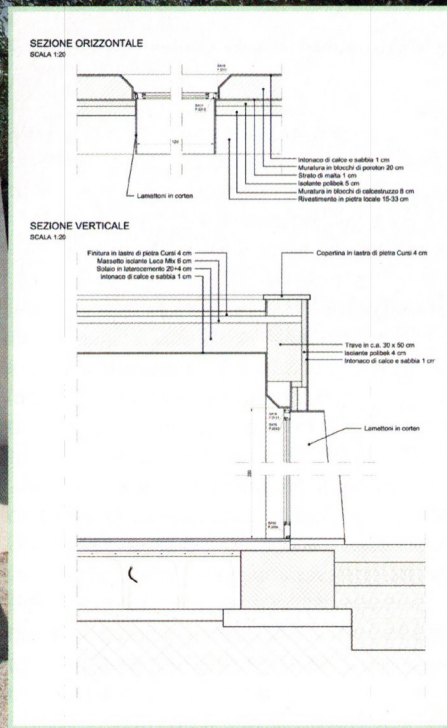 SEZIONE ORIZZONTALE
SCALA 1:20
Intonaco di calce e sabbia 1 cm
Muratura in blocchi di poroton 20 cm
Strato di malta 1 cm
Isolante polibek 5 cm
Muratura in blocchi di calcestruzzo 8 cm
Rivestimento in pietra locale 15-33 cm
Lamettoni in corten
SEZIONE VERTICALE
SCALA 1:20
Finitura in lastre di pietra Cursi 4 cm
Massetto isolante Leca Mix 6 cm
Solaio in laterocemento 20+4 cm
Intonaco di calce e sabbia 1 cm
Copertina in lastre di pietra Cursi 4 cm
Trave in c.a. 30 x 50 cm
Isolante polibek 4 cm
Intonaco di calce e sabbia 1 cm
Lamettoni in corten